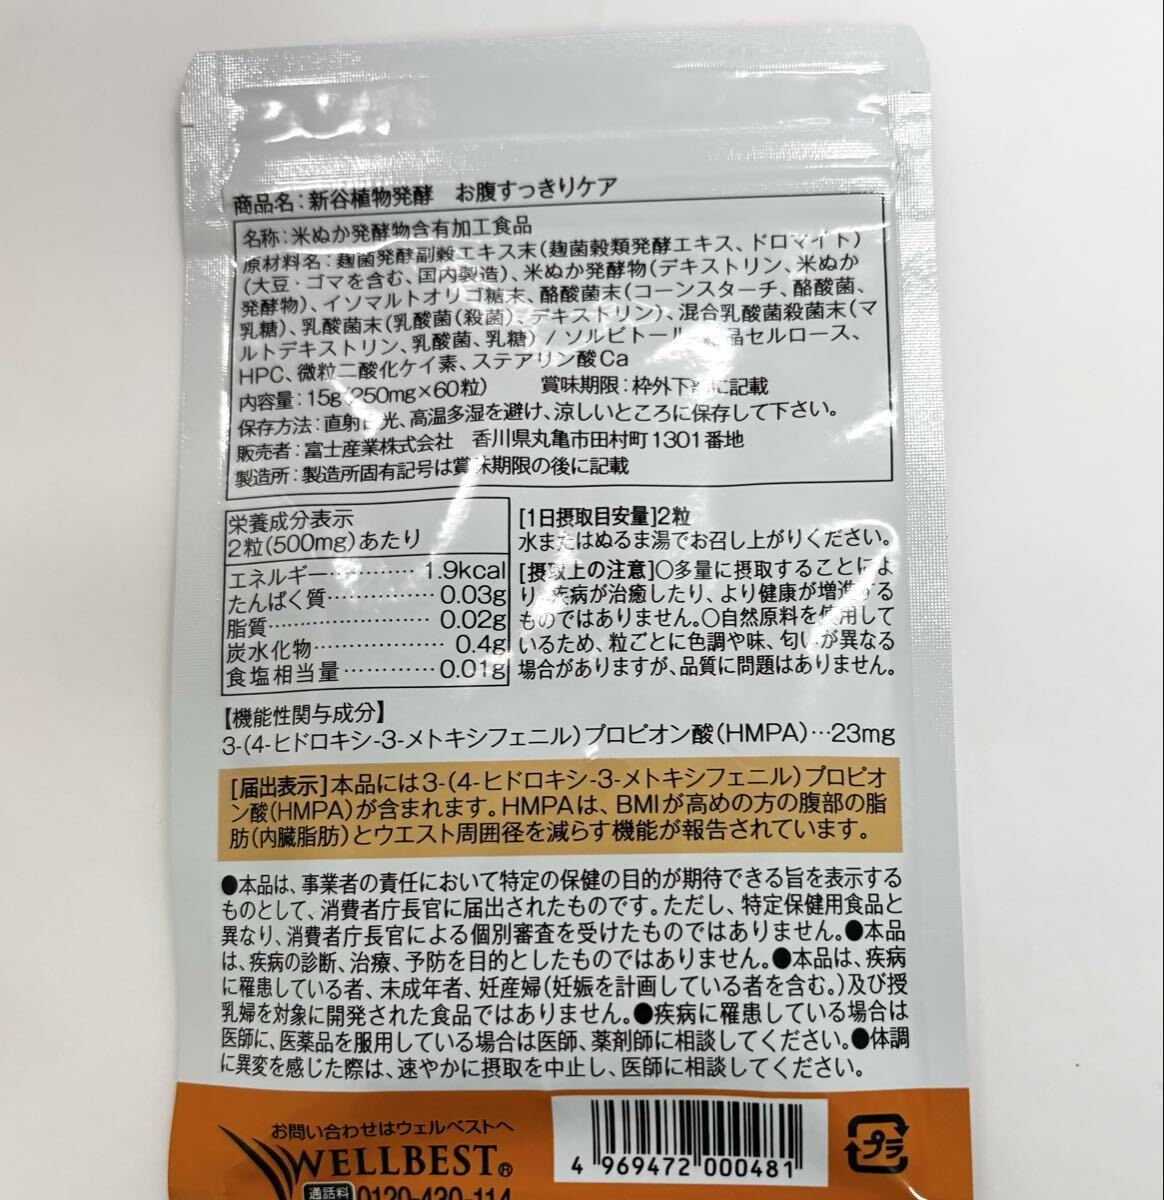 商品名:新谷植物発酵 お腹すっきりケア
名称:米ぬか発酵物含有加工食品
原材料名:麹菌発酵副穀エキス末(麹菌穀類発酵エキス、ドロマイト)
(大豆・ゴマを含む、国内製造)、米ぬか発酵物(デキストリン、米ぬか
発酵物)、イソマルトオリゴ糖末、酪酸菌末(コーンスターチ、酪酸菌、
乳糖)、乳酸菌末(乳酸菌(殺菌)、デキストリン)、混合乳酸菌殺菌末(マ
ルトデキストリン、乳酸菌、乳糖)/ソルビトール、結晶セルロース、
HPC、微粒二酸化ケイ素、ステアリン酸Ca
内容量:15g(250mg×60粒) 賞味期限:枠外下部に記載
保存方法:直射日光、高温多湿を避け、涼しいところに保存して下さい。
販売者:富士産業株式会社 香川県丸亀市田村町1301番地
製造所:製造所固有記号は賞味期限の後に記載
栄養成分表示
2粒(500mg)あたり
エネルギー………… 1.9kcal
たんぱく質…………… 0.03g
脂質…………………… 0.02g
炭水化物……………… 0.4g
食塩相当量………… 0.01g
[1日摂取目安量]2粒
水またはぬるま湯でお召し上がりください。
[摂取上の注意]〇多量に摂取することによ
り、疾病が治癒したり、より健康が増進する
ものではありません。〇自然原料を使用して
いるため、粒ごとに色調や味、匂いが異なる
場合がありますが、品質に問題はありません。
【機能性関与成分】
3-(4-ヒドロキシ-3-メトキシフェニル)プロピオン酸(HMPA)…23mg
[届出表示]本品には3-(4-ヒドロキシ-3-メトキシフェニル)プロピオ
ン酸(HMPA)が含まれます。HMPAは、BMIが高めの方の腹部の脂
肪(内臓脂肪)とウエスト周囲径を減らす機能が報告されています。
●本品は、事業者の責任において特定の保健の目的が期待できる旨を表示する
ものとして、消費者庁長官に届出されたものです。ただし、特定保健用食品と
異なり、消費者庁長官による個別審査を受けたものではありません。●本品
は、疾病の診断、治療、予防を目的としたものではありません。●本品は、疾病
に罹患している者、未成年者、妊産婦(妊娠を計画している者を含む。)及び授
乳婦を対象に開発された食品ではありません。●疾病に罹患している場合は
医師に、医薬品を服用している場合は医師、薬剤師に相談してください。●体調
に異変を感じた際は、速やかに摂取を中止し、医師に相談してください。
お問い合わせはウェルベストへ
WELLBEST®
通話料 0120-430-114
4 969472 000481
プラ